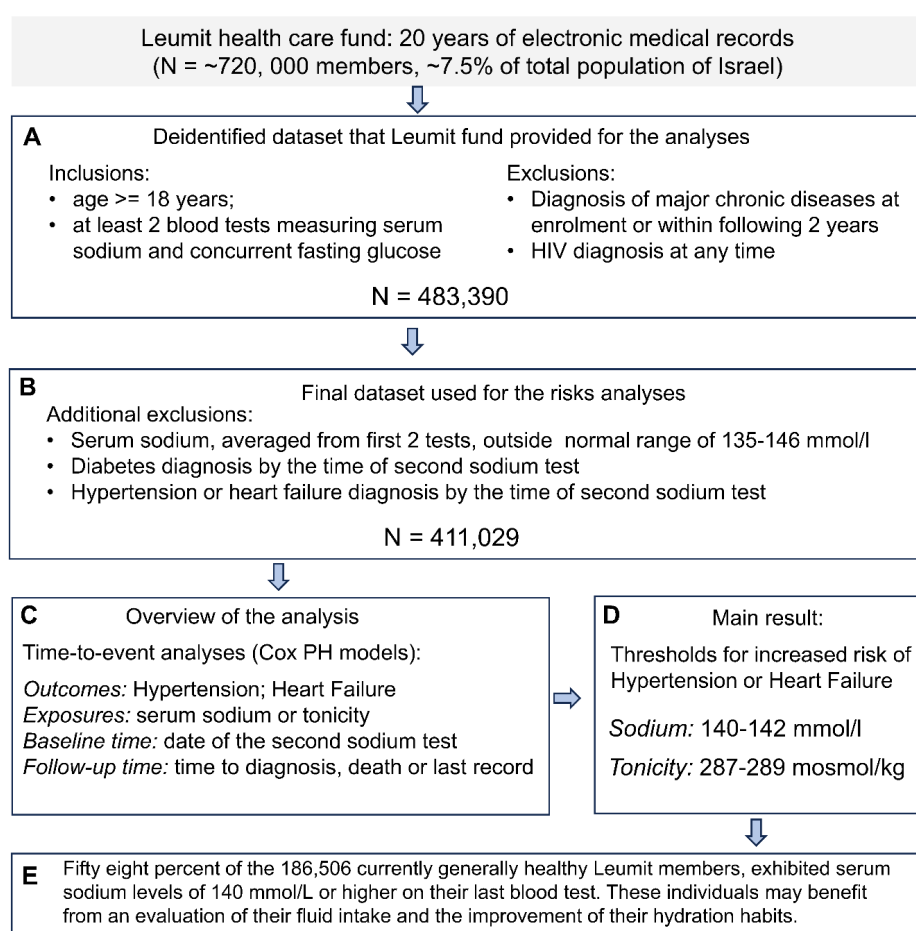 Leumit health care fund: 20 years of electronic medical records
(N = ~720, 000 members, ~7.5% of total population of Israel)
A
Deidentified dataset that Leumit fund provided for the analyses
Inclusions:
• age >= 18 years;
• at least 2 blood tests measuring serum
sodium and concurrent fasting glucose
Exclusions:
• Diagnosis of major chronic diseases at
enrolment or within following 2 years
• HIV diagnosis at any time
N = 483,390
B
Final dataset used for the risks analyses
Additional exclusions:
• Serum sodium, averaged from first 2 tests, outside normal range of 135-146 mmol/l
• Diabetes diagnosis by the time of second sodium test
• Hypertension or heart failure diagnosis by the time of second sodium test
N = 411,029
C
Overview of the analysis
Time-to-event analyses (Cox PH models):
Outcomes: Hypertension; Heart Failure
Exposures: serum sodium or tonicity
Baseline time: date of the second sodium test
Follow-up time: time to diagnosis, death or last record
D
Main result:
Thresholds for increased risk of
Hypertension or Heart Failure
Sodium: 140-142 mmol/l
Tonicity: 287-289 mosmol/kg
E
Fifty eight percent of the 186,506 currently generally healthy Leumit members, exhibited serum
sodium levels of 140 mmol/L or higher on their last blood test. These individuals may benefit
from an evaluation of their fluid intake and the improvement of their hydration habits.